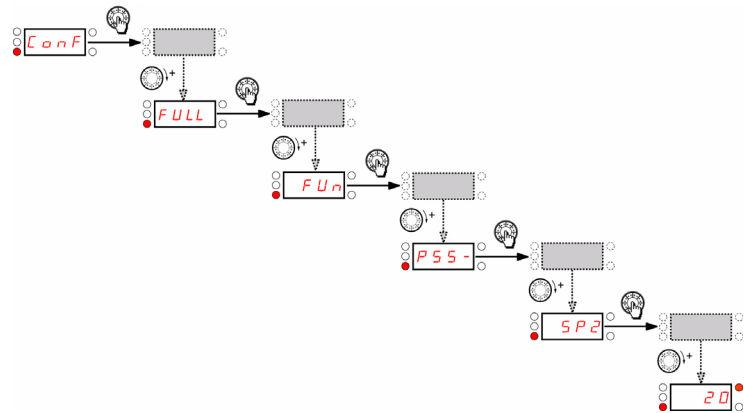 ConF
+
FULL
+
FUn
+
PSS-
+
SP2
+
20